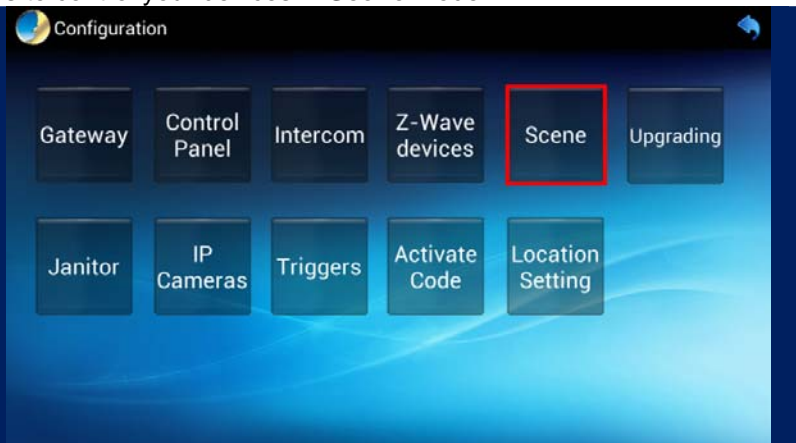 Configuration
Gateway
Control
Panel
Intercom
Z-Wave
devices
Scene
Upgrading
Janitor
IP
Cameras
Triggers
Activate
Code
Location
Setting